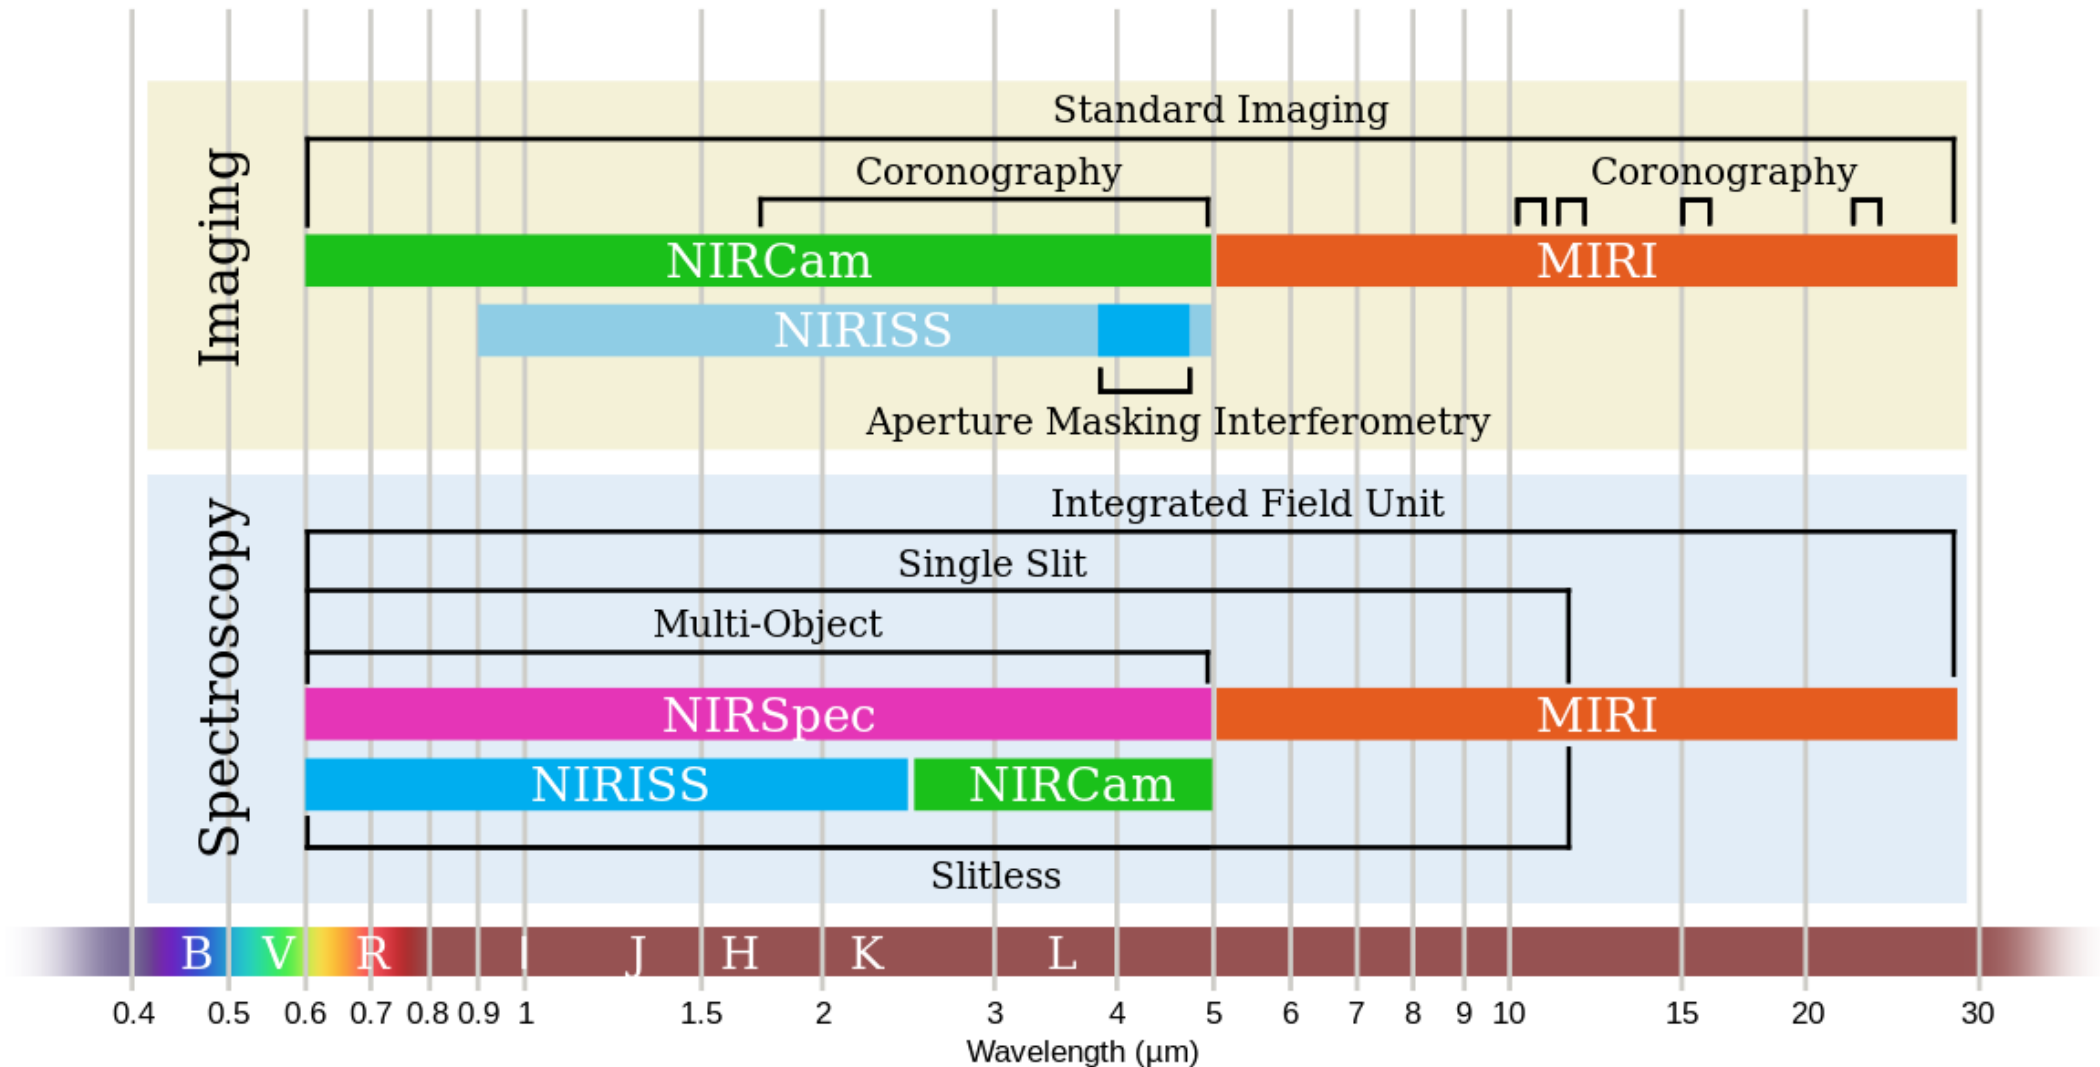 Imaging
Standard Imaging
Coronography
Coronography
NIRCam
MIRI
NIRISS
Aperture Masking Interferometry
Spectroscopy
Integrated Field Unit
Single Slit
Multi-Object
NIRSpec
MIRI
NIRISS
NIRCam
Slitless
B V R I J H K L
0.4 0.5 0.6 0.7 0.8 0.9 1 1.5 2 3 4 5 6 7 8 9 10 15 20 30
Wavelength (µm)